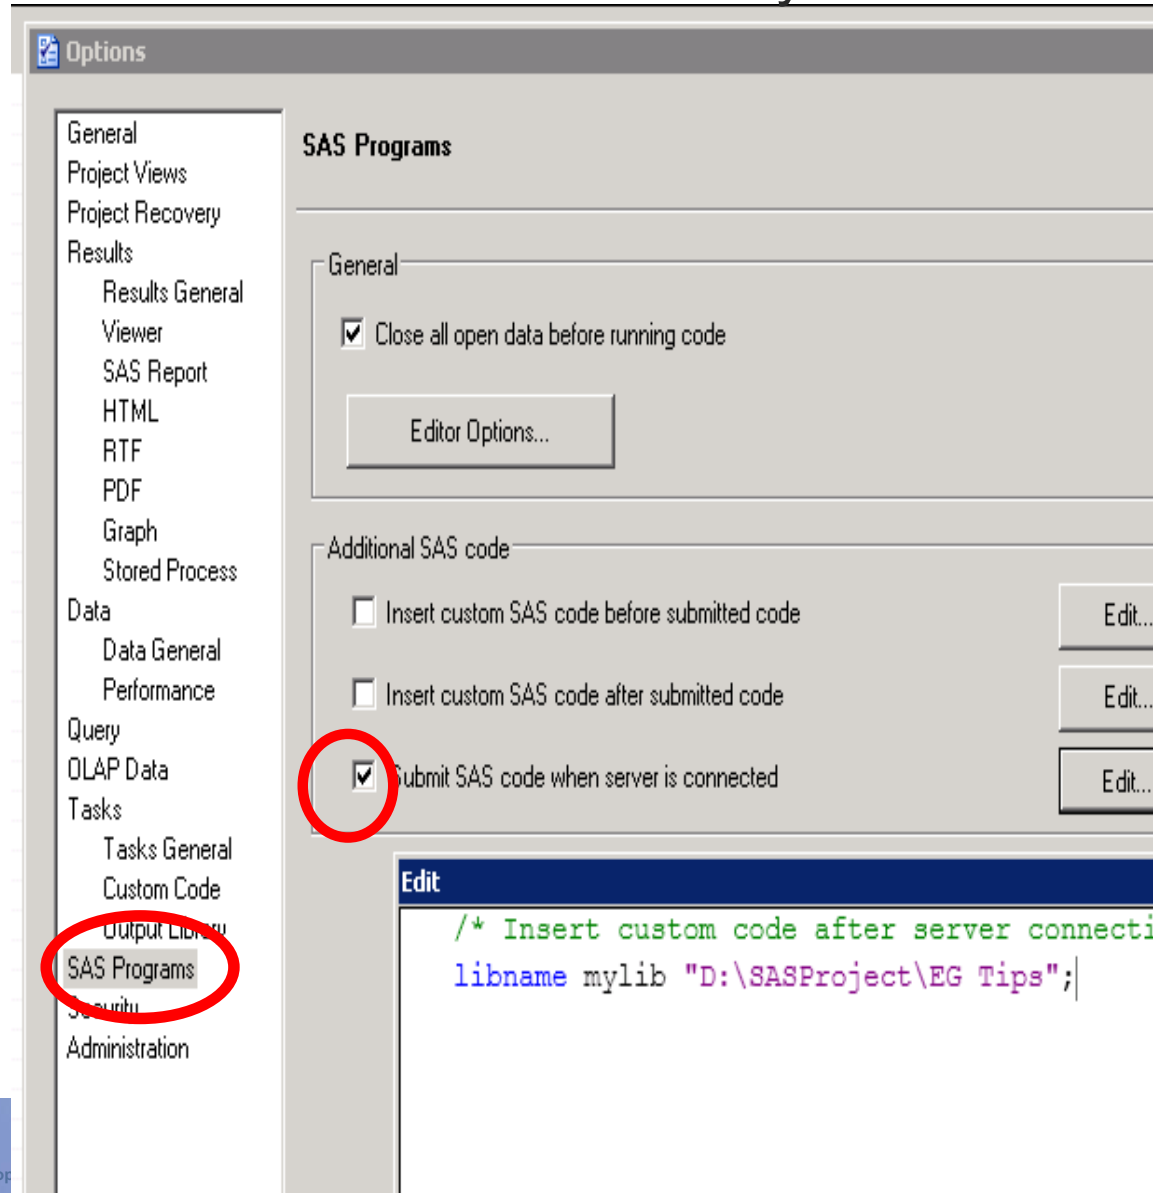 Options
General
Project Views
Project Recovery
Results
Results General
Viewer
SAS Report
HTML
RTF
PDF
Graph
Stored Process
Data
Data General
Performance
Query
OLAP Data
Tasks
Tasks General
Custom Code
Output Library
SAS Programs
Security
Administration
SAS Programs
General
Close all open data before running code
Editor Options...
Additional SAS code
Insert custom SAS code before submitted code Edit...
Insert custom SAS code after submitted code Edit...
Submit SAS code when server is connected Edit...
Edit
/* Insert custom code after server connecti
libname mylib "D:\SASProject\EG Tips";